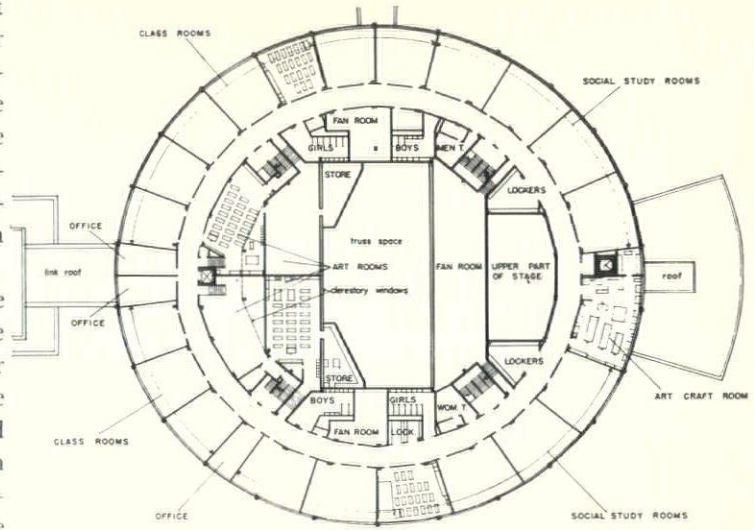 CLASS ROOMS
SOCIAL STUDY ROOMS
FAN ROOM
GIRLS
BOYS
MEN T.
STORE
LOCKERS
OFFICE
truss space
link roof
ART ROOMS
FAN ROOM
UPPER PART
OF STAGE
roof
clerestory windows
OFFICE
LOCKERS
STORE
ART CRAFT ROOM
BOYS
GIRLS
WOM. T.
CLASS ROOMS
FAN ROOM
LOCK.
OFFICE
SOCIAL STUDY ROOMS